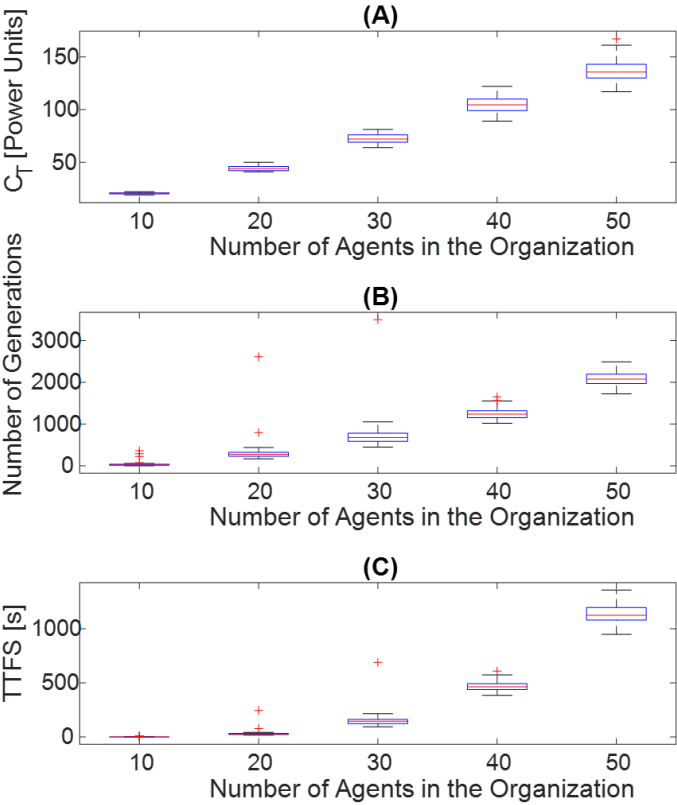 (A)
C_T [Power Units]
150
100
50
10 20 30 40 50
Number of Agents in the Organization
(B)
Number of Generations
3000
2000
1000
0
10 20 30 40 50
Number of Agents in the Organization
(C)
TTFS [s]
1000
500
0
10 20 30 40 50
Number of Agents in the Organization